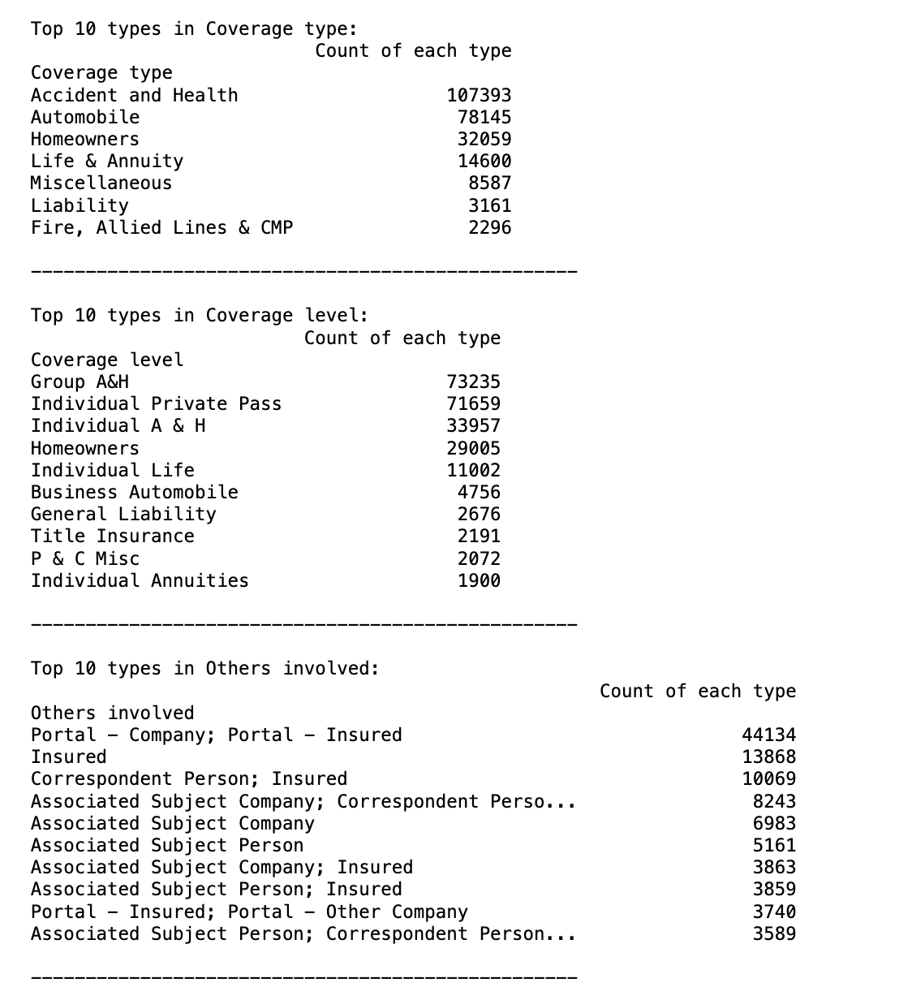 Top 10 types in Coverage type:
Count of each type
Coverage type
Accident and Health 107393
Automobile 78145
Homeowners 32059
Life & Annuity 14600
Miscellaneous 8587
Liability 3161
Fire, Allied Lines & CMP 2296
__________________________________________________
Top 10 types in Coverage level:
Count of each type
Coverage level
Group A&H 73235
Individual Private Pass 71659
Individual A & H 33957
Homeowners 29005
Individual Life 11002
Business Automobile 4756
General Liability 2676
Title Insurance 2191
P & C Misc 2072
Individual Annuities 1900
__________________________________________________
Top 10 types in Others involved:
Count of each type
Others involved
Portal - Company; Portal - Insured 44134
Insured 13868
Correspondent Person; Insured 10069
Associated Subject Company; Correspondent Perso... 8243
Associated Subject Company 6983
Associated Subject Person 5161
Associated Subject Company; Insured 3863
Associated Subject Person; Insured 3859
Portal - Insured; Portal - Other Company 3740
Associated Subject Person; Correspondent Person... 3589
__________________________________________________